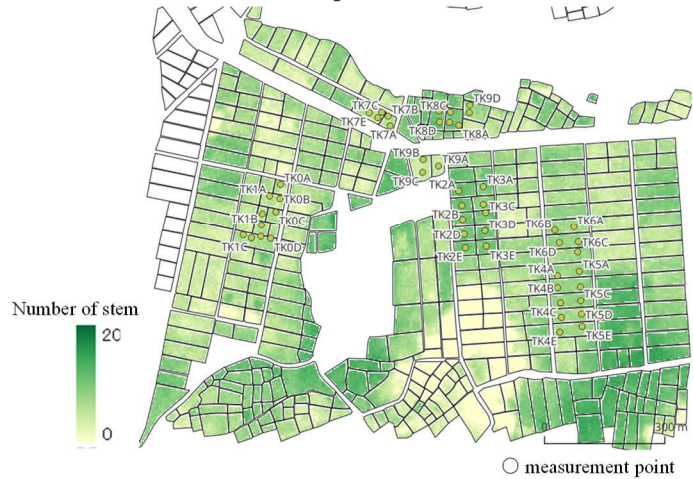 TK9D
TK7C
TK7B
TK8C
TK7E
TK7A
TK8D
TK8A
TK9B
TK9A
TK9C
TK2A
TK3A
TK0A
TK1A
TK0B
TK3C
TK1B
TK0C
TK2B
TK6B
TK6A
TK3D
TK2D
TK6C
TK1C
TK0D
TK2E
TK3E
TK6D
TK5A
TK4A
TK4B
TK5C
TK4C
TK5D
TK4E
TK5E
Number of stem
20
0
0
300 m
measurement point